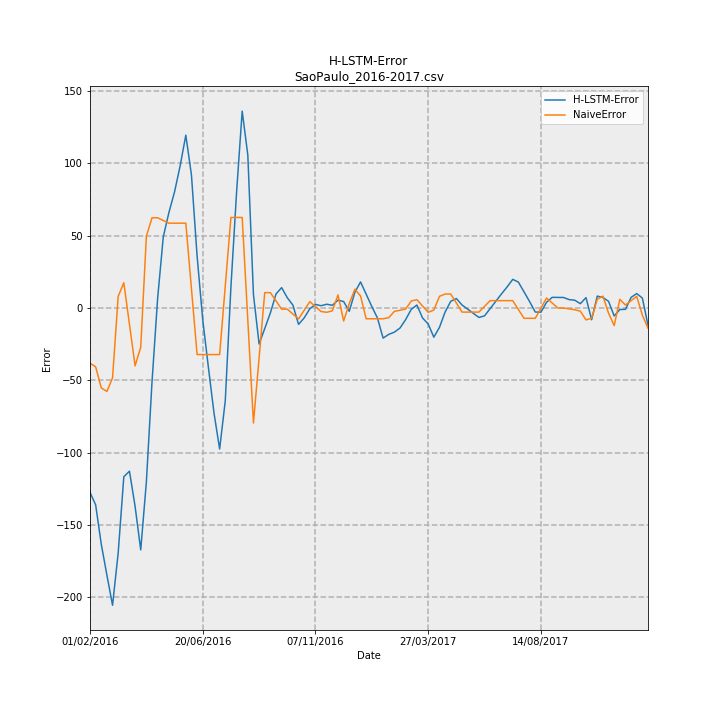 H-LSTM-Error
SaoPaulo_2016-2017.csv
H-LSTM-Error
NaiveError
150
100
50
0
−50
−100
−150
−200
Error
01/02/2016
20/06/2016
07/11/2016
27/03/2017
14/08/2017
Date